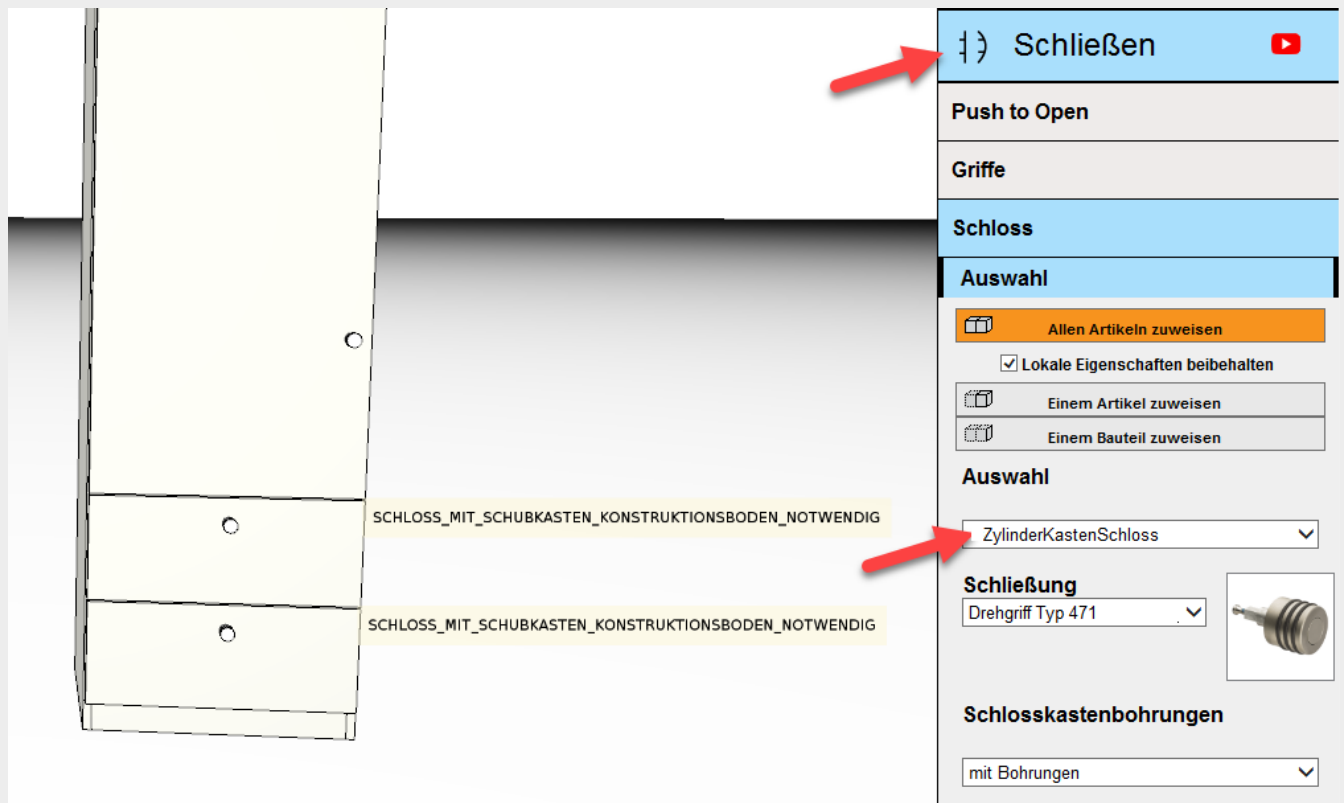 Schließen
Push to Open
Griffe
Schloss
Auswahl
Allen Artikeln zuweisen
Lokale Eigenschaften beibehalten
Einem Artikel zuweisen
Einem Bauteil zuweisen
Auswahl
SCHLOSS_MIT_SCHUBKASTEN_KONSTRUKTIONSBODEN_NOTWENDIG
ZylinderKastenSchloss
Schließung
Drehgriff Typ 471
SCHLOSS_MIT_SCHUBKASTEN_KONSTRUKTIONSBODEN_NOTWENDIG
Schlosskastenbohrungen
mit Bohrungen